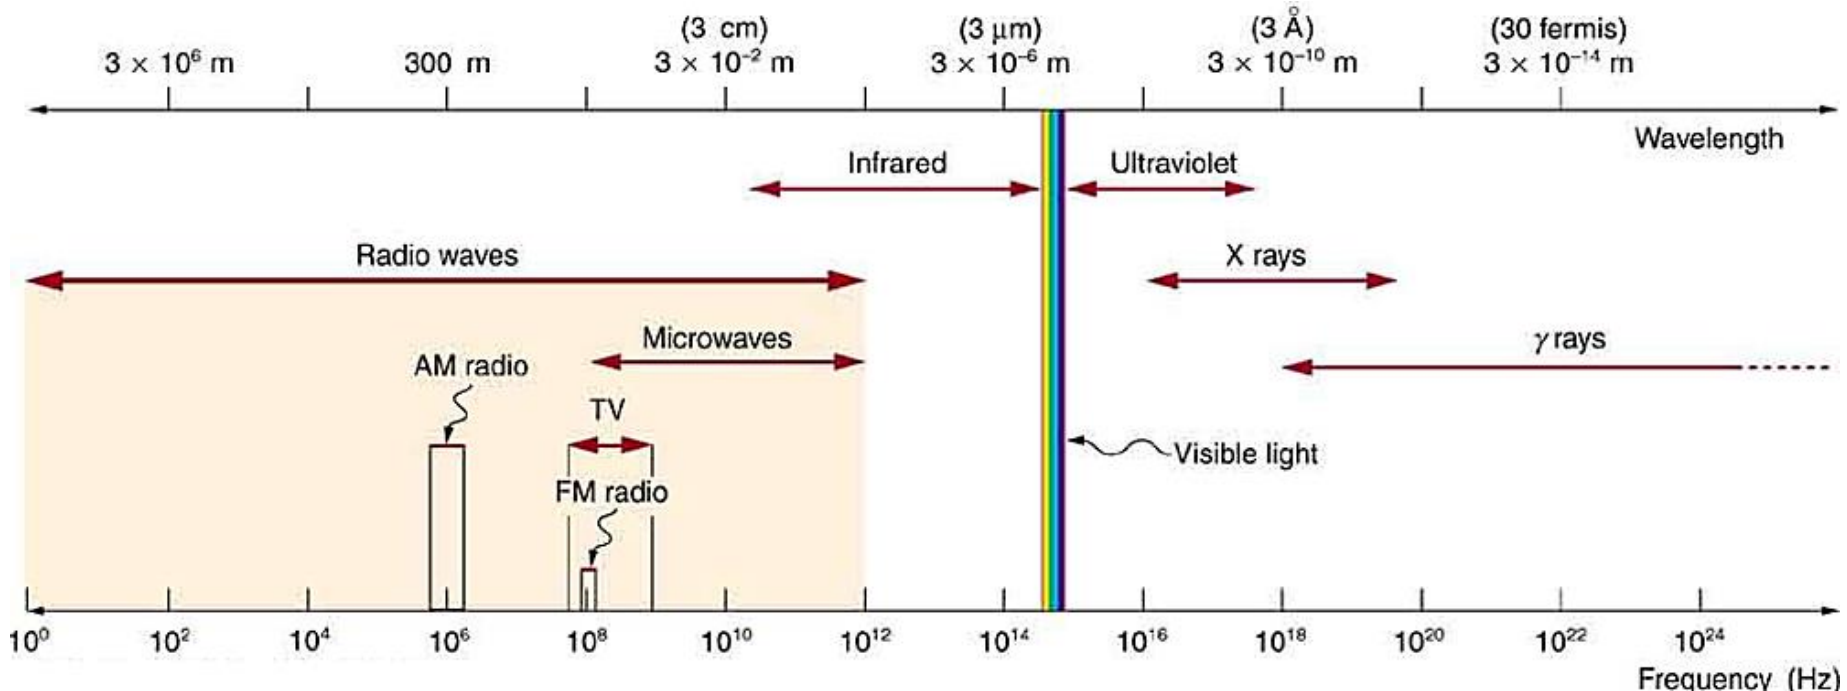 (3 cm) (3 μm) (3 Å) (30 fermis)
3 × 10⁶ m 300 m 3 × 10⁻² m 3 × 10⁻⁶ m 3 × 10⁻¹⁰ m 3 × 10⁻¹⁴ m
Wavelength
Infrared Ultraviolet
Radio waves X rays
Microwaves γ rays
AM radio
TV
Visible light
FM radio
10⁰ 10² 10⁴ 10⁶ 10⁸ 10¹⁰ 10¹² 10¹⁴ 10¹⁶ 10¹⁸ 10²⁰ 10²² 10²⁴
Frequency (Hz)